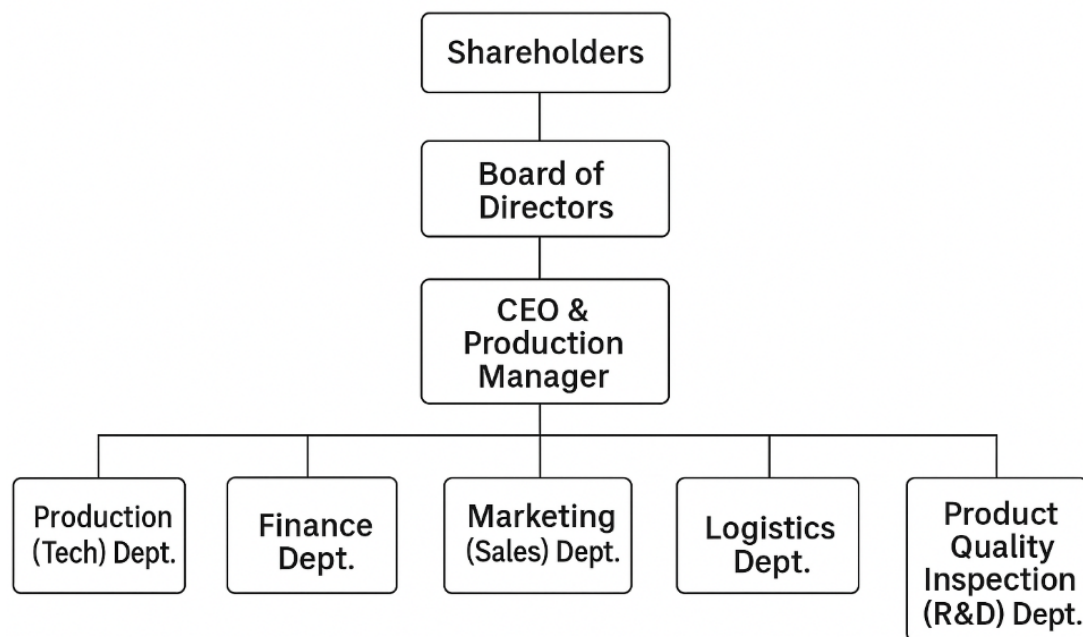 Shareholders
Board of
Directors
CEO &
Production
Manager
Production
(Tech) Dept.
Finance
Dept.
Marketing
(Sales) Dept.
Logistics
Dept.
Product
Quality
Inspection
(R&D) Dept.